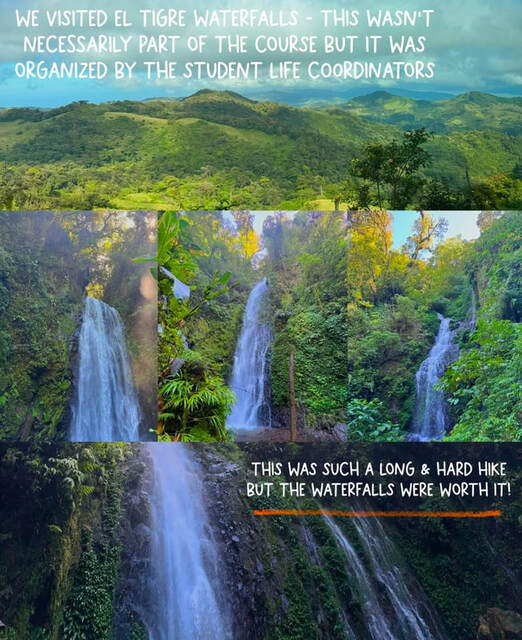 WE VISITED EL TIGRE WATERFALLS - THIS WASN'T
NECESSARILY PART OF THE COURSE BUT IT WAS
ORGANIZED BY THE STUDENT LIFE COORDINATORS
THIS WAS SUCH A LONG & HARD HIKE
BUT THE WATERFALLS WERE WORTH IT!